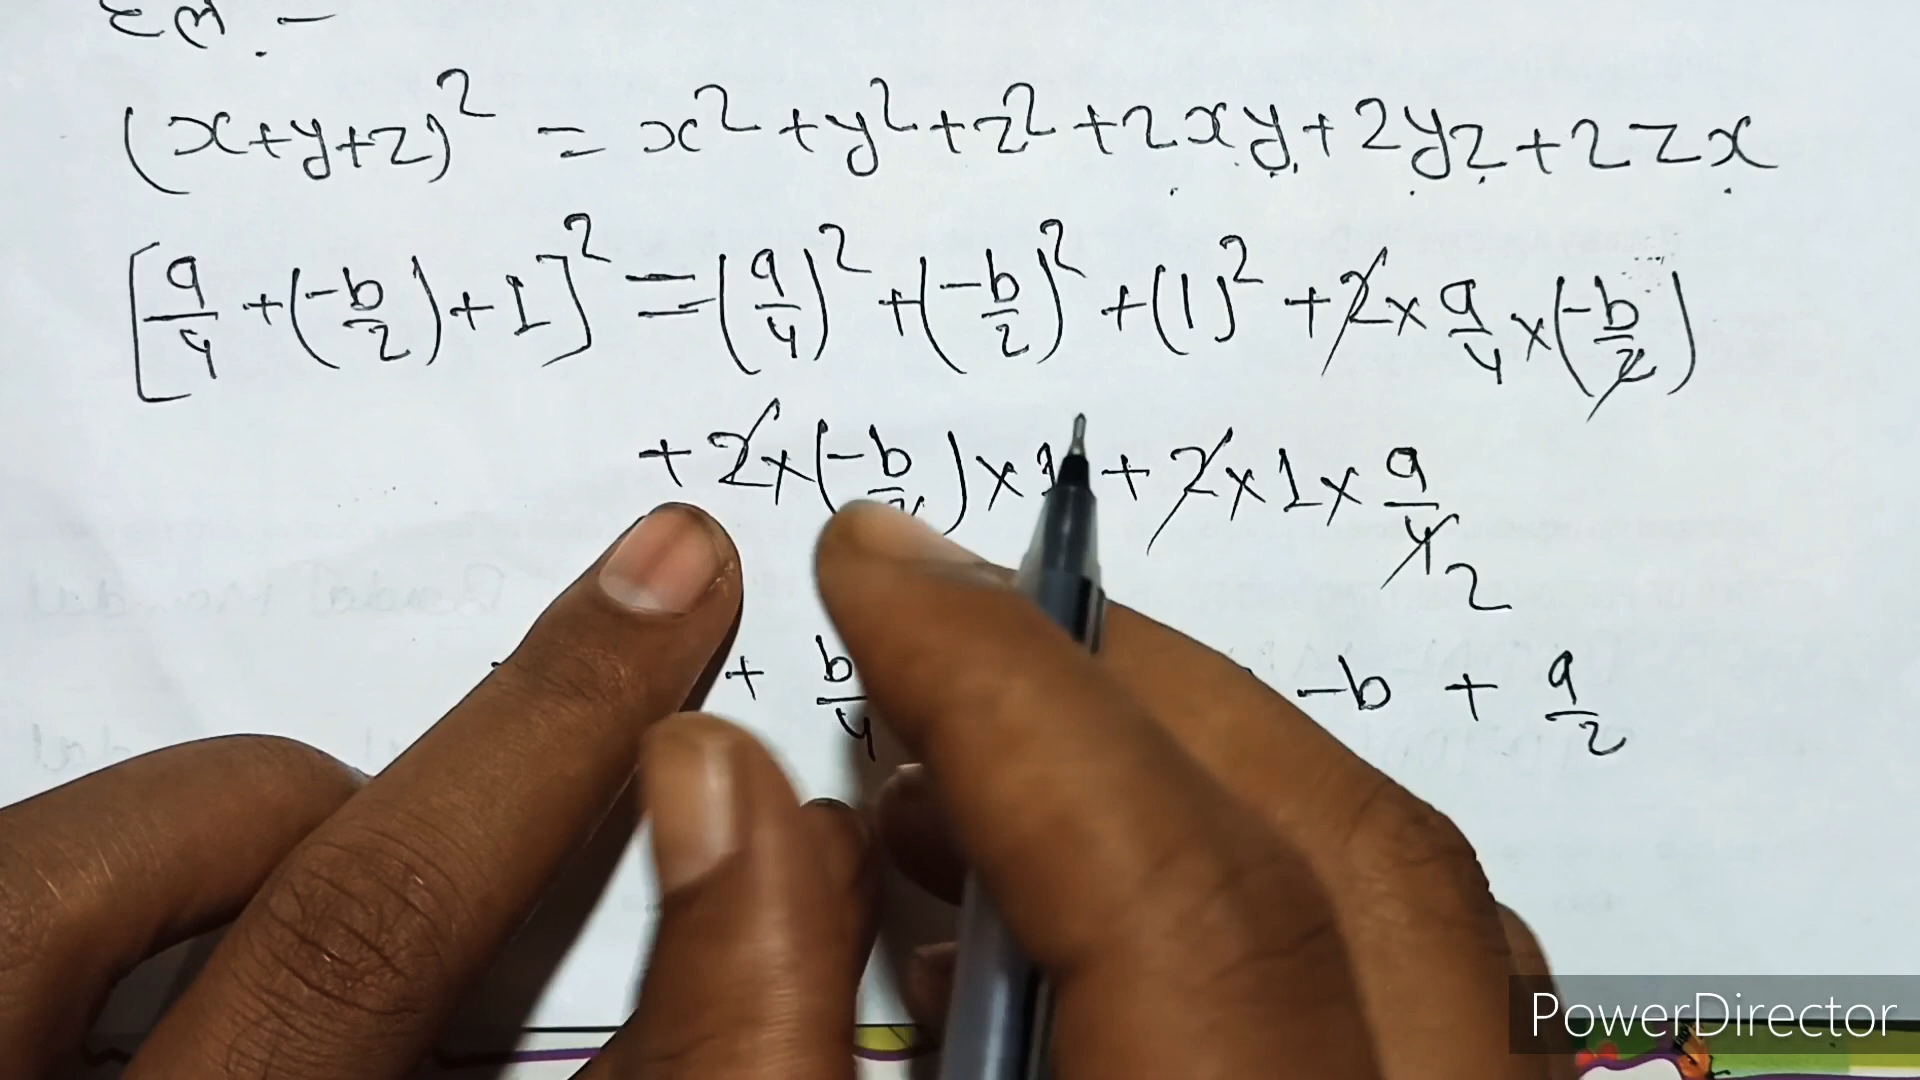 हल :-
(x+y+z)² = x²+y²+z²+2xy+2yz+2zx
[a/4 +(-b/2)+1]² = (a/4)² +(-b/2)² +(1)² +2× a/4 ×(-b/2)
+ 2×(-b/2)×1 + 2×1× a/4 2
+ b/4 -b + a/2
PowerDirector